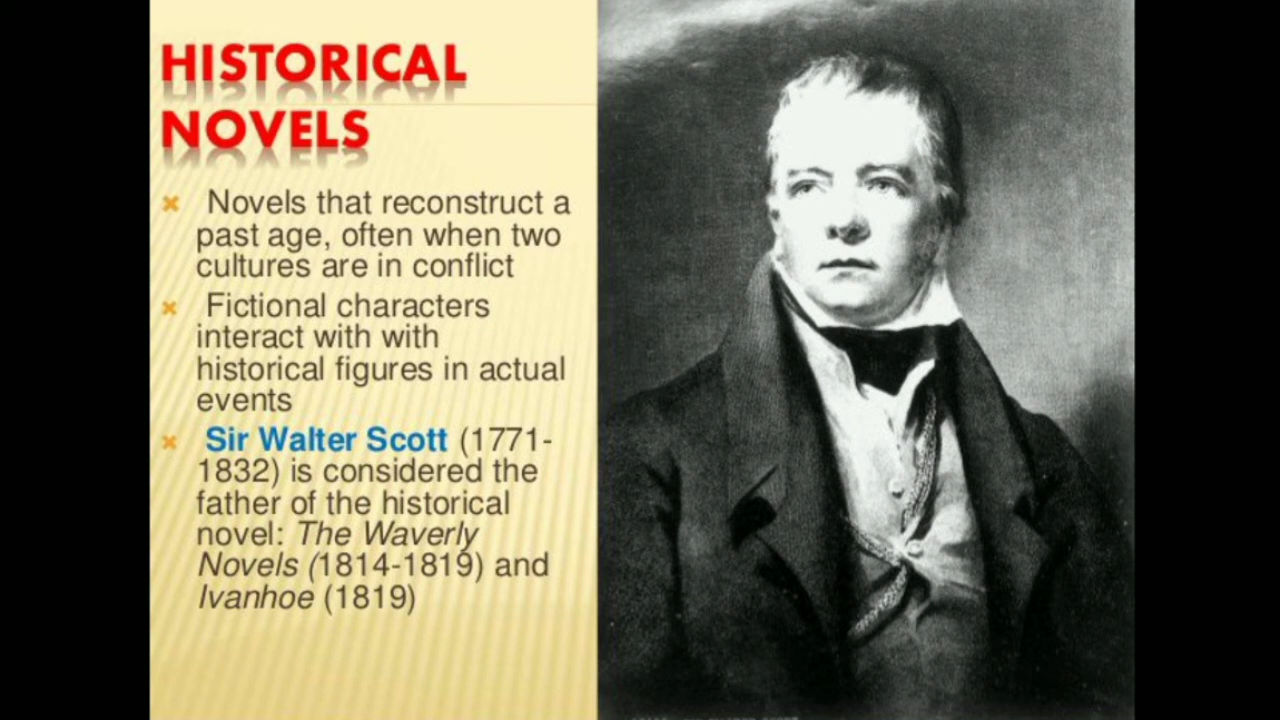 HISTORICAL
NOVELS
Novels that reconstruct a
past age, often when two
cultures are in conflict
Fictional characters
interact with with
historical figures in actual
events
Sir Walter Scott (1771-
1832) is considered the
father of the historical
novel: The Waverly
Novels (1814-1819) and
Ivanhoe (1819)